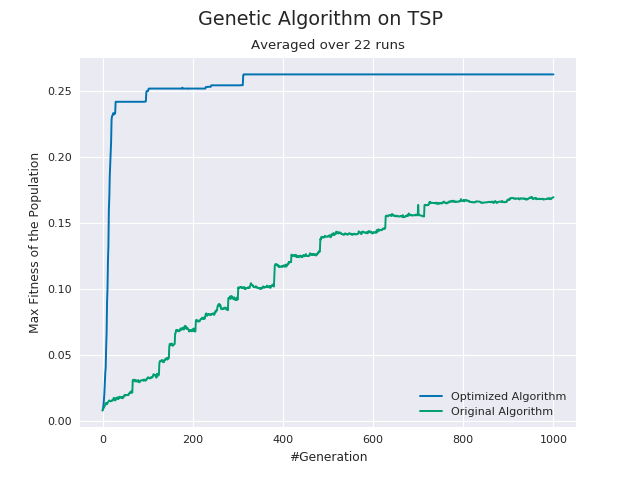 Genetic Algorithm on TSP
Averaged over 22 runs
Max Fitness of the Population
0.25
0.20
0.15
0.10
0.05
0.00
Optimized Algorithm
Original Algorithm
0 200 400 600 800 1000
#Generation